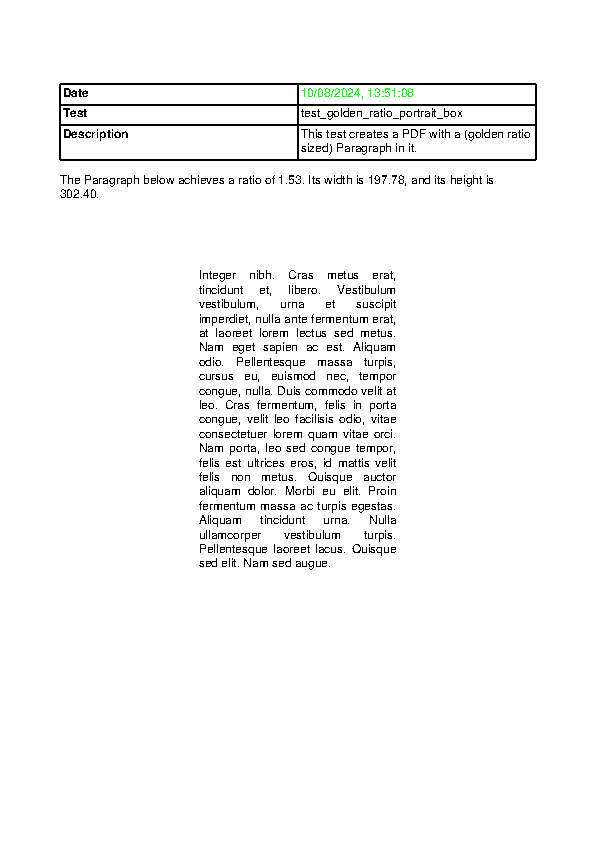 Date 10/08/2024, 13:51:08
Test test_golden_ratio_portrait_box
Description This test creates a PDF with a (golden ratio
sized) Paragraph in it.
The Paragraph below achieves a ratio of 1.53. Its width is 197.78, and its height is
302.40.
Integer nibh. Cras metus erat,
tincidunt et, libero. Vestibulum
vestibulum, urna et suscipit
imperdiet, nulla ante fermentum erat,
at laoreet lorem lectus sed metus.
Nam eget sapien ac est. Aliquam
odio. Pellentesque massa turpis,
cursus eu, euismod nec, tempor
congue, nulla. Duis commodo velit at
leo. Cras fermentum, felis in porta
congue, velit leo facilisis odio, vitae
consectetuer lorem quam vitae orci.
Nam porta, leo sed congue tempor,
felis est ultrices eros, id mattis velit
felis non metus. Quisque auctor
aliquam dolor. Morbi eu elit. Proin
fermentum massa ac turpis egestas.
Aliquam tincidunt urna. Nulla
ullamcorper vestibulum turpis.
Pellentesque laoreet lacus. Quisque
sed elit. Nam sed augue.